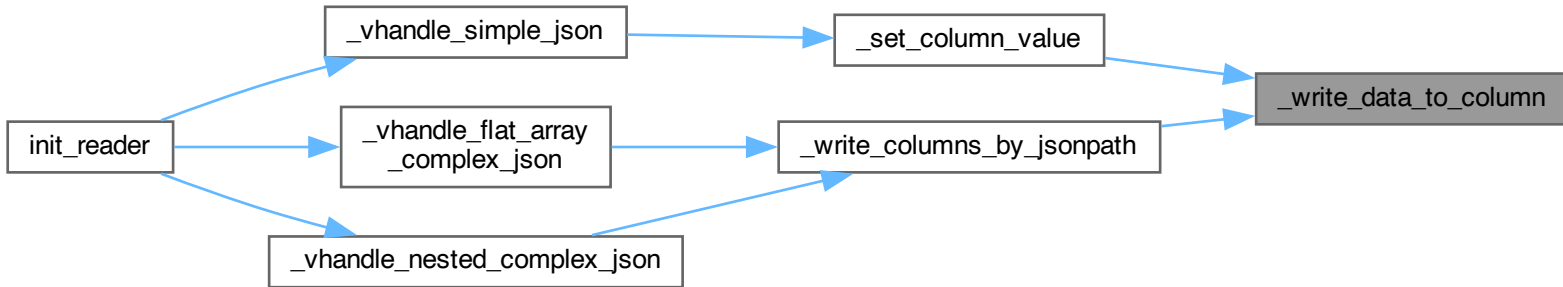 _vhandle_simple_json
_set_column_value
_write_data_to_column
init_reader
_vhandle_flat_array
_complex_json
_write_columns_by_jsonpath
_vhandle_nested_complex_json